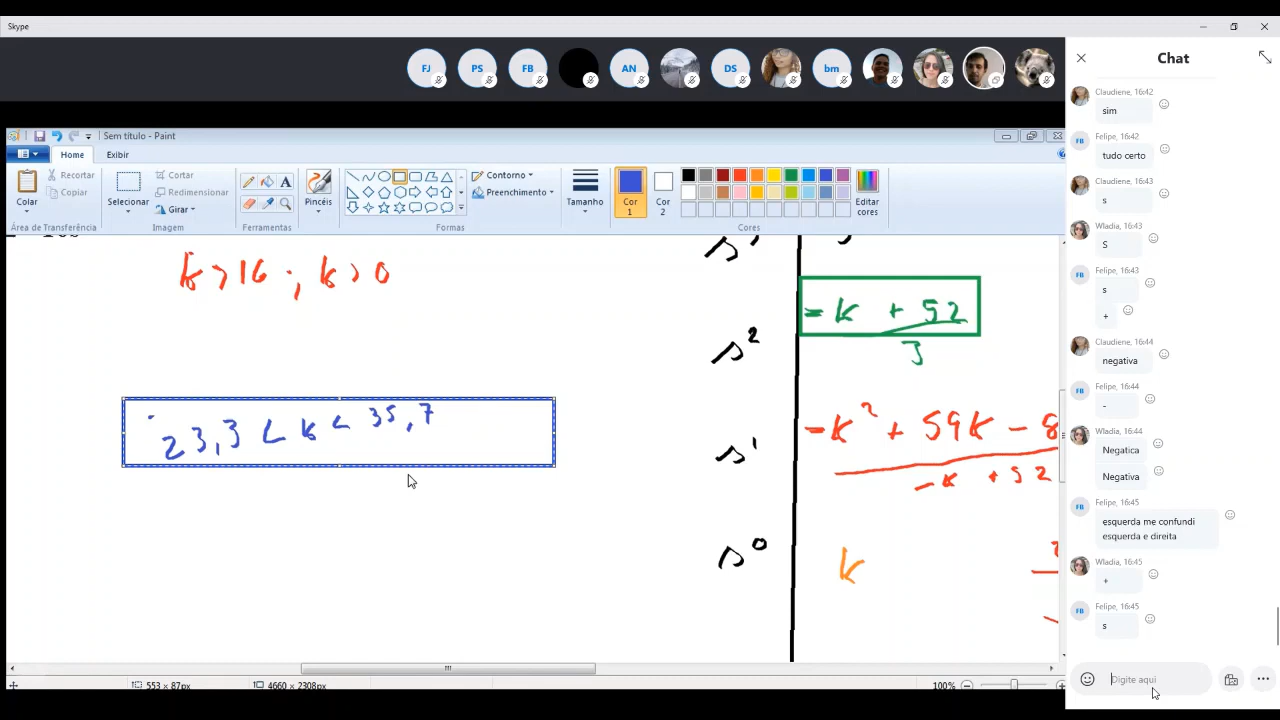 Skype
FJ PS FB AN DS bm
Chat
Sem título - Paint
Home Exibir
Colar
Recortar
Copiar
Área de Transferência
Selecionar
Cortar
Redimensionar
Girar
Imagem
A
Ferramentas
Pincéis
Contorno
Preenchimento
Formas
Tamanho
Cor 1
Cor 2
Editar cores
Cores
k > 16 ; k > 0
23,3 < k < 35,7
-k + 52
3
s²
s¹
-k² + 59k - 8
-k + 52
s⁰
k
553 × 87px
4660 × 2308px
100%
Claudiene, 16:42
sim
Felipe, 16:42
FB
tudo certo
Claudiene, 16:43
s
Wladia, 16:43
S
Felipe, 16:43
FB
s
+
Claudiene, 16:44
negativa
Felipe, 16:44
FB
-
Wladia, 16:44
Negatica
Negativa
Felipe, 16:45
FB
esquerda me confundi
esquerda e direita
Wladia, 16:45
+
Felipe, 16:45
FB
s
Digite aqui